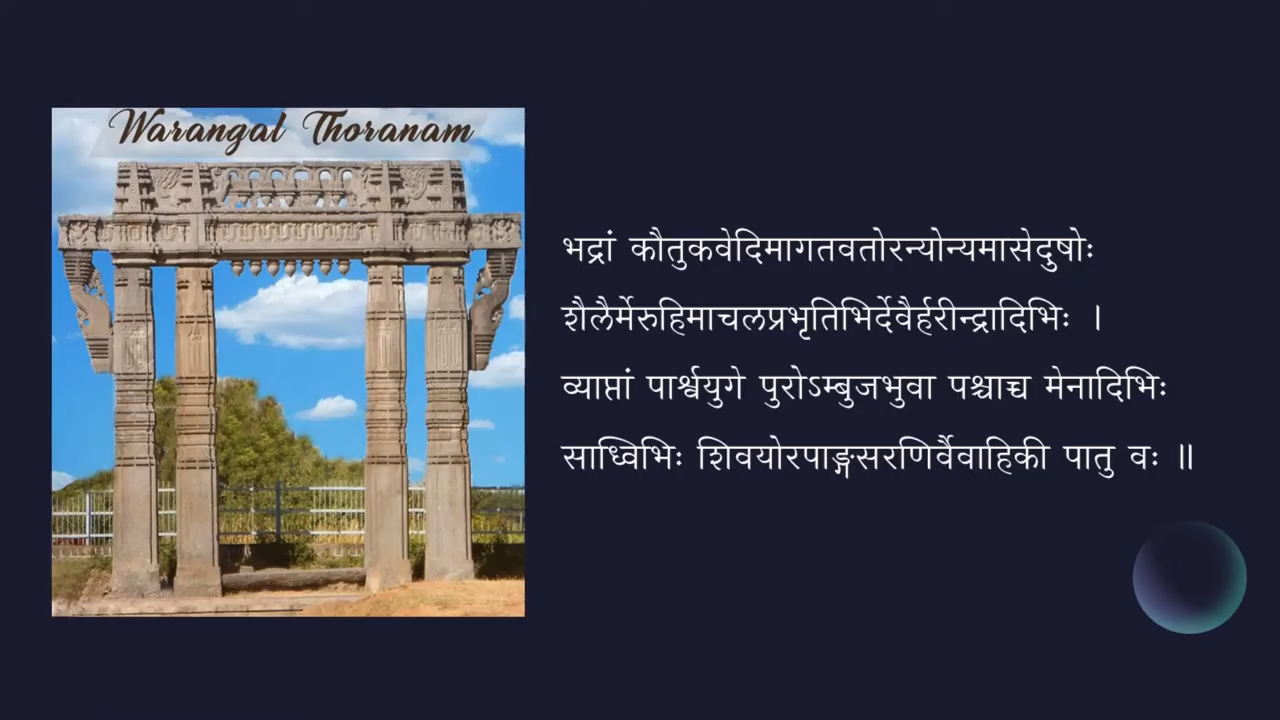 Warangal Thoranam
भद्रां कौतुकवेदिमागतवतोरन्योन्यमासेदुषोः
शैलैर्मेरुहिमाचलप्रभृतिभिर्देवैर्हरीन्द्रादिभिः ।
व्याप्तां पार्श्वयुगे पुरोऽम्बुजभुवा पश्चाच्च मेनादिभिः
साध्विभिः शिवयोरपाङ्गसरणिर्वैवाहिकी पातु वः ॥